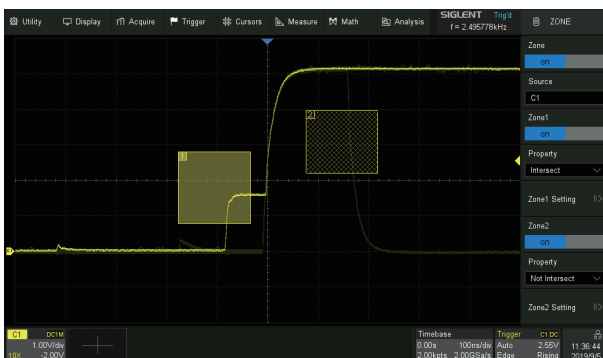 Utility Display Acquire Trigger Cursors Measure Math Analysis SIGLENT Trig'd
f = 2.495778kHz
ZONE
Zone
on
Source
C1
Zone1
on
Property
Intersect
Zone1 Setting
Zone2
on
Property
Not Intersect
Zone2 Setting
1
2
C1 DC1M
1.00V/div
10X -2.00V
Timebase
0.00s 100ns/div
2.00kpts 2.00GSa/s
Trigger C1 DC
Auto 2.55V
Edge Rising
11:36:44